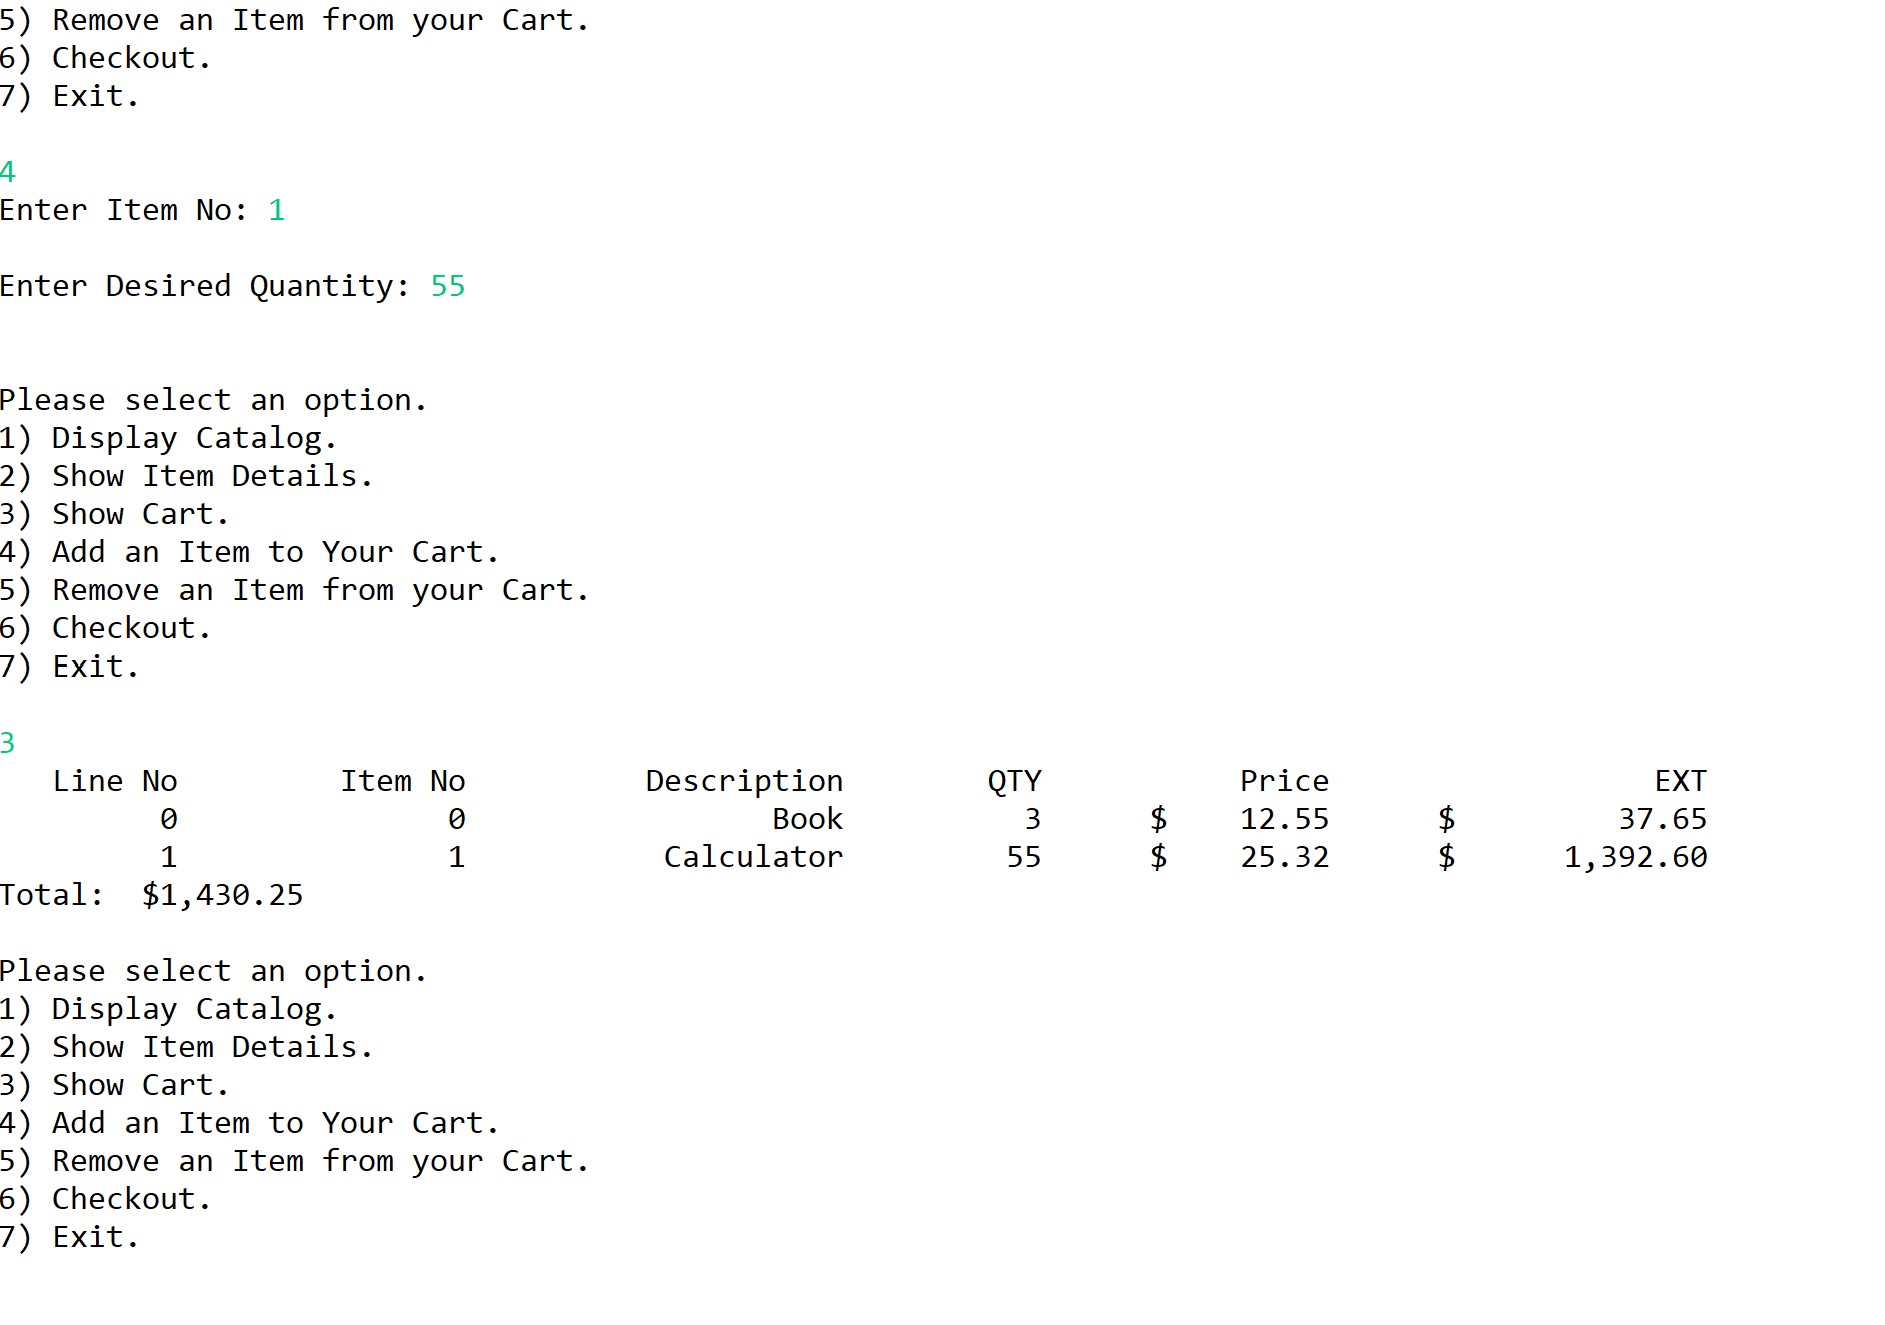 5) Remove an Item from your Cart.
6) Checkout.
7) Exit.
4
Enter Item No: 1
Enter Desired Quantity: 55
Please select an option.
1) Display Catalog.
2) Show Item Details.
3) Show Cart.
4) Add an Item to Your Cart.
5) Remove an Item from your Cart.
6) Checkout.
7) Exit.
3
Line No Item No Description QTY Price EXT
0 0 Book 3 $ 12.55 $ 37.65
1 1 Calculator 55 $ 25.32 $ 1,392.60
Total: $1,430.25
Please select an option.
1) Display Catalog.
2) Show Item Details.
3) Show Cart.
4) Add an Item to Your Cart.
5) Remove an Item from your Cart.
6) Checkout.
7) Exit.